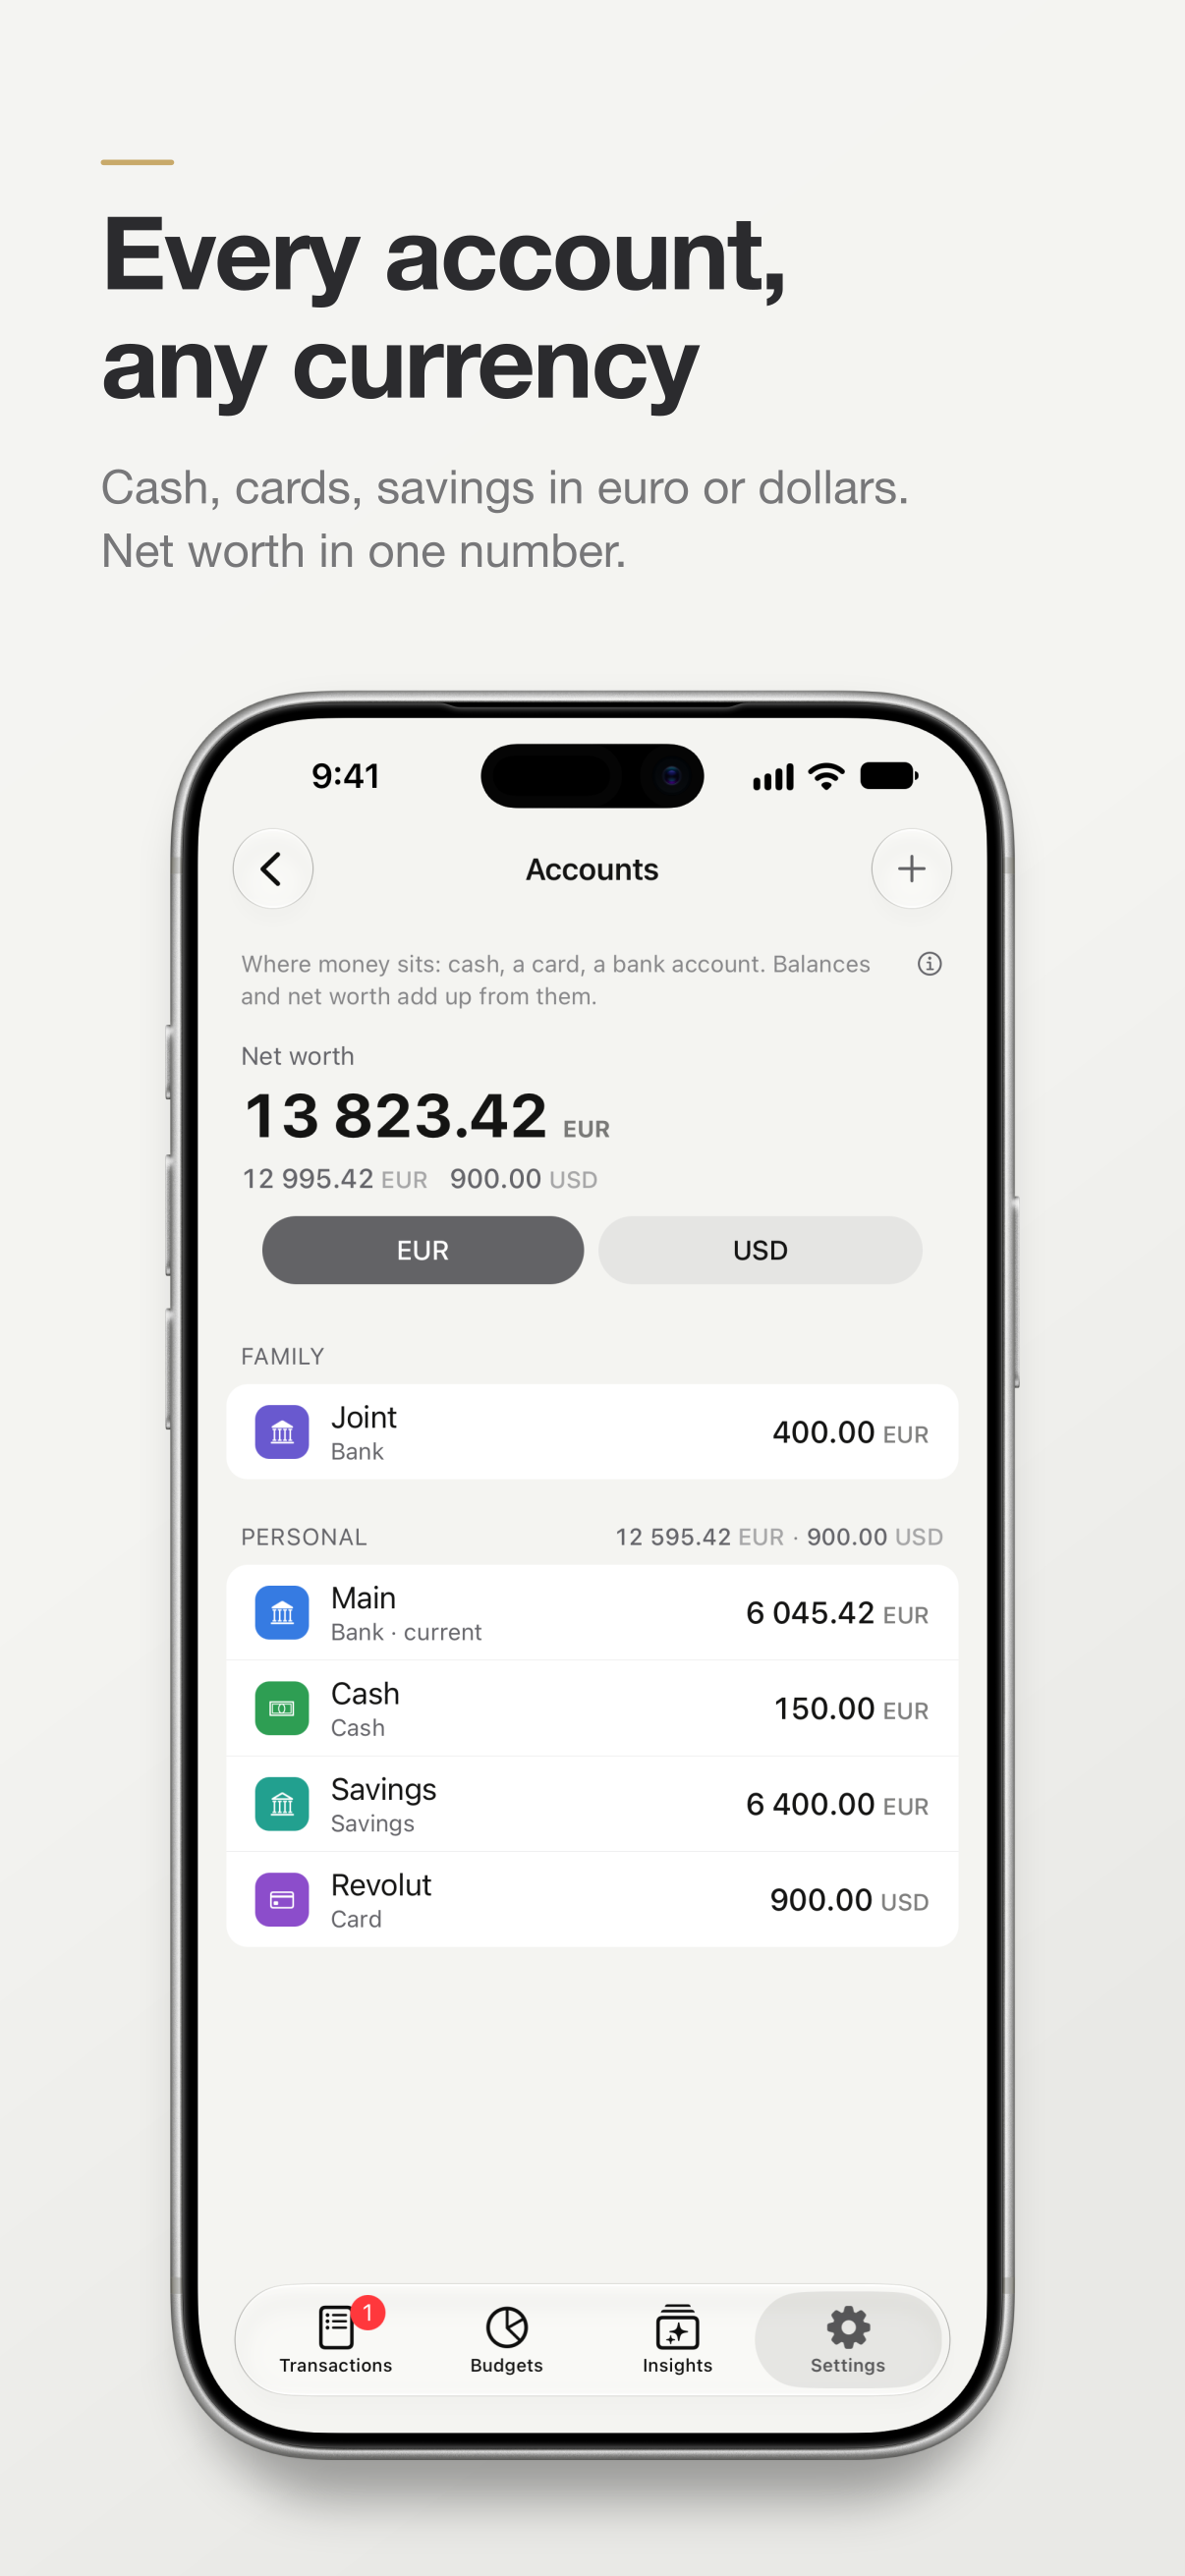 Every account,
any currency
Cash, cards, savings in euro or dollars.
Net worth in one number.
9:41
Accounts
Where money sits: cash, a card, a bank account. Balances
and net worth add up from them.
Net worth
13 823.42 EUR
12 995.42 EUR 900.00 USD
EUR USD
FAMILY
Joint
Bank
400.00 EUR
PERSONAL 12 595.42 EUR · 900.00 USD
Main
Bank · current
6 045.42 EUR
Cash
Cash
150.00 EUR
Savings
Savings
6 400.00 EUR
Revolut
Card
900.00 USD
1
Transactions Budgets Insights Settings